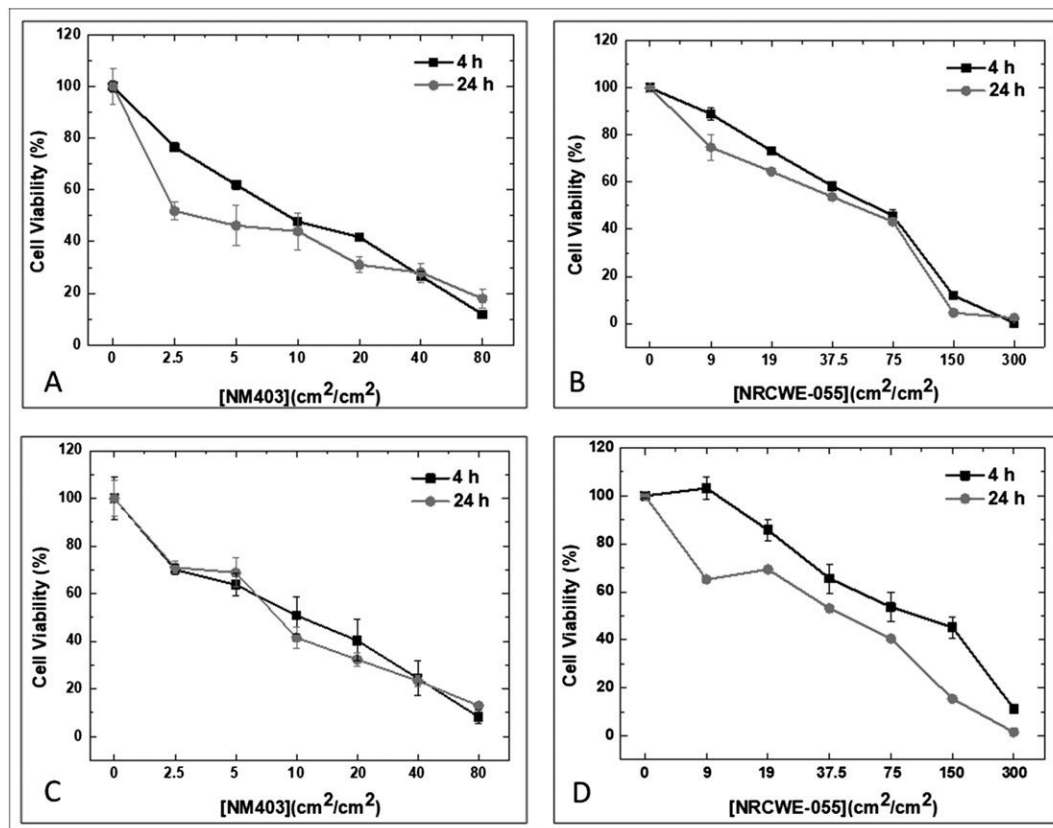 120
100
80
60
40
20
0
Cell Viability (%)
4 h
24 h
0 2.5 5 10 20 40 80
A
[NM403](cm²/cm²)
120
100
80
60
40
20
0
Cell Viability (%)
4 h
24 h
0 9 19 37.5 75 150 300
B
[NRCWE-055](cm²/cm²)
120
100
80
60
40
20
0
Cell Viability (%)
4 h
24 h
0 2.5 5 10 20 40 80
C
[NM403](cm²/cm²)
120
100
80
60
40
20
0
Cell Viability (%)
4 h
24 h
0 9 19 37.5 75 150 300
D
[NRCWE-055](cm²/cm²)